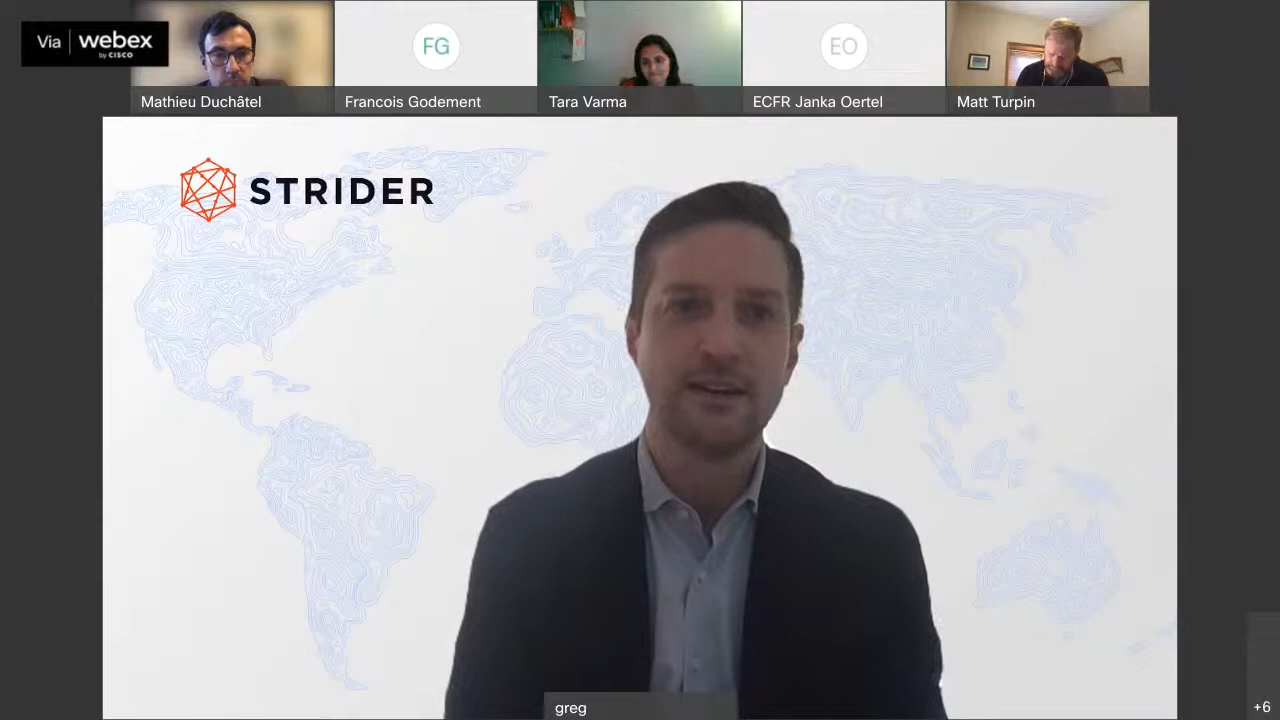 Via webex
by CISCO
FG
EO
Mathieu Duchâtel
Francois Godement
Tara Varma
ECFR Janka Oertel
Matt Turpin
STRIDER
greg
+6